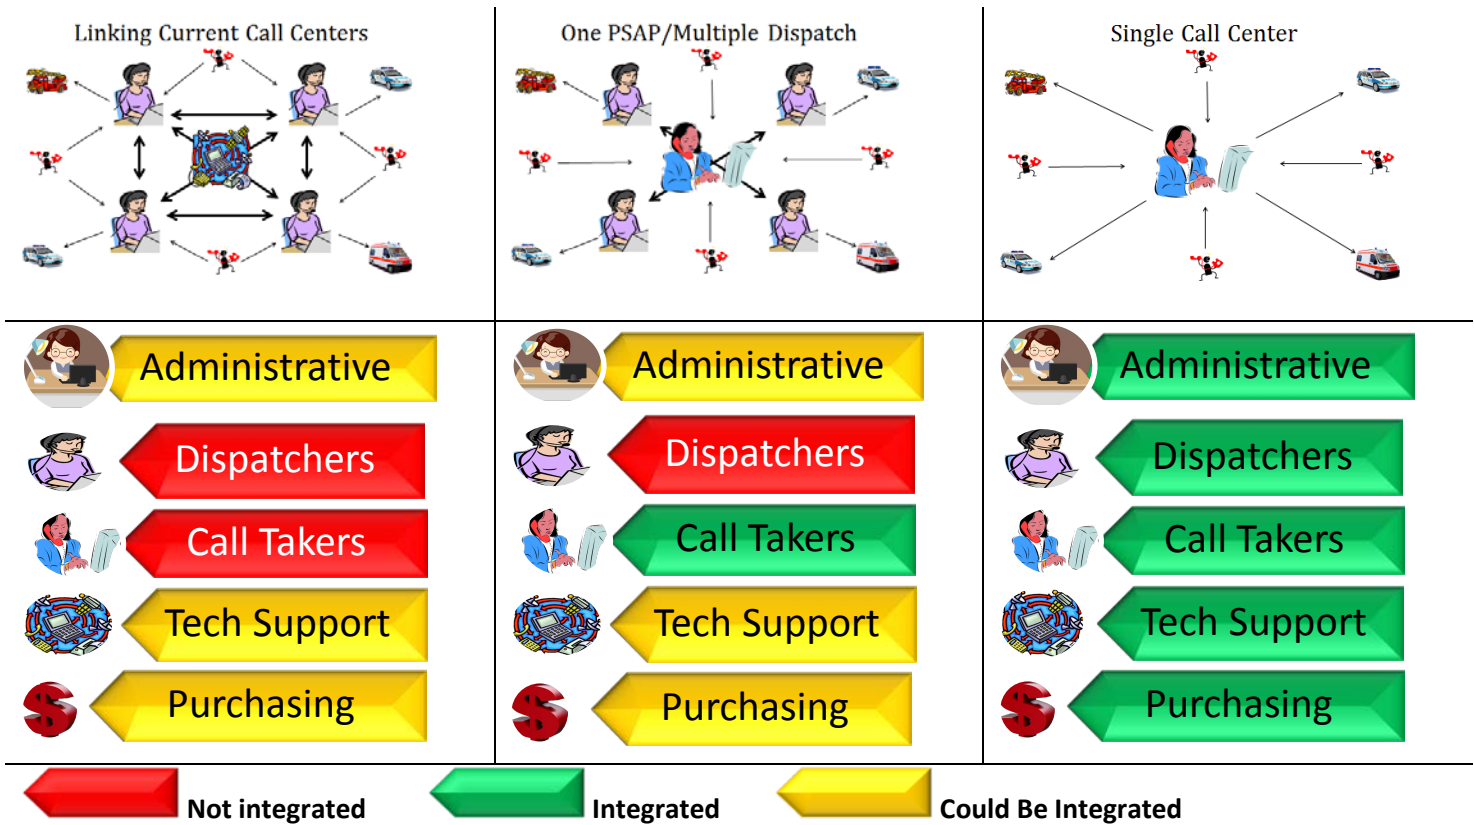 Linking Current Call Centers
One PSAP/Multiple Dispatch
Single Call Center
Administrative
Administrative
Administrative
Dispatchers
Dispatchers
Dispatchers
Call Takers
Call Takers
Call Takers
Tech Support
Tech Support
Tech Support
Purchasing
Purchasing
Purchasing
Not integrated
Integrated
Could Be Integrated